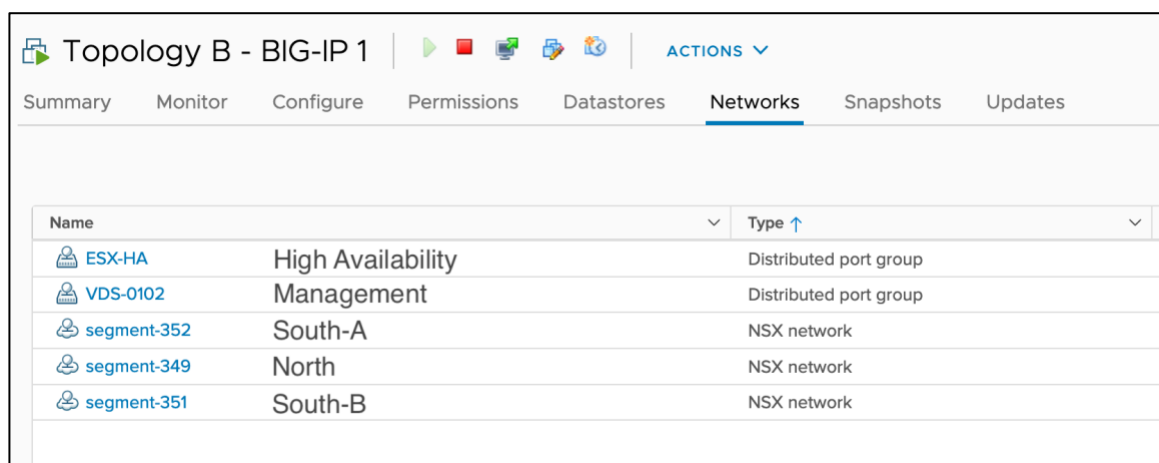 Topology B - BIG-IP 1 ACTIONS
Summary Monitor Configure Permissions Datastores Networks Snapshots Updates
Name Type
ESX-HA High Availability Distributed port group
VDS-0102 Management Distributed port group
segment-352 South-A NSX network
segment-349 North NSX network
segment-351 South-B NSX network